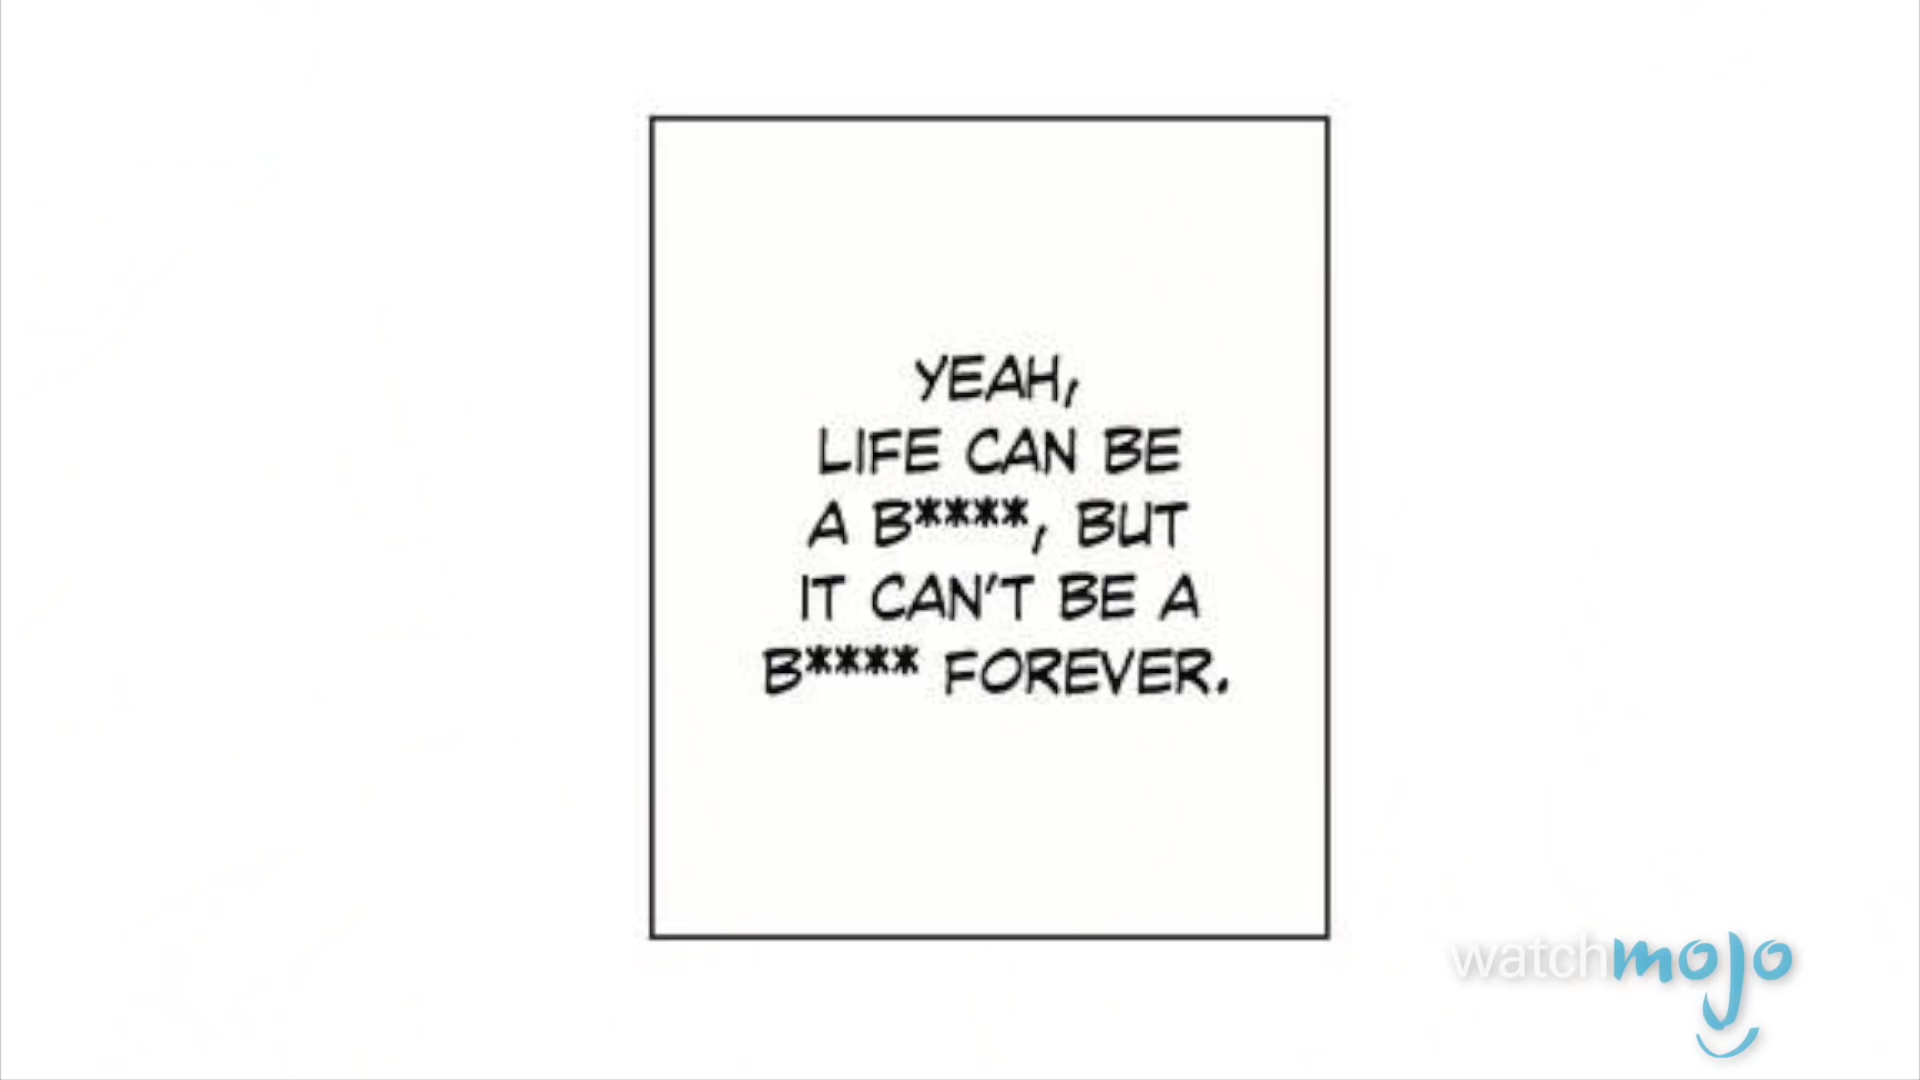 YEAH,
LIFE CAN BE
A B****, BUT
IT CAN'T BE A
B**** FOREVER.
watchmojo